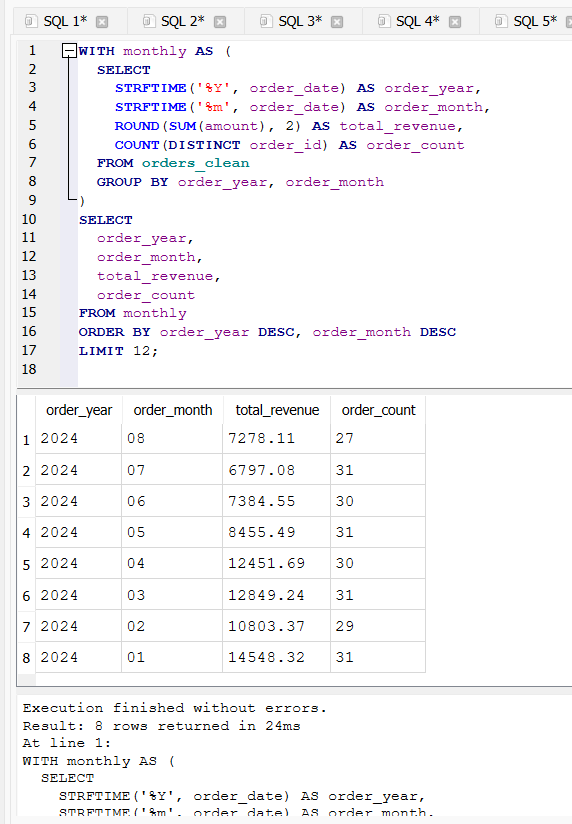 SQL 1* SQL 2* SQL 3* SQL 4* SQL 5*
1 WITH monthly AS (
2 SELECT
3 STRFTIME('%Y', order_date) AS order_year,
4 STRFTIME('%m', order_date) AS order_month,
5 ROUND(SUM(amount), 2) AS total_revenue,
6 COUNT(DISTINCT order_id) AS order_count
7 FROM orders_clean
8 GROUP BY order_year, order_month
9 )
10 SELECT
11 order_year,
12 order_month,
13 total_revenue,
14 order_count
15 FROM monthly
16 ORDER BY order_year DESC, order_month DESC
17 LIMIT 12;
18
order_year order_month total_revenue order_count
1 2024 08 7278.11 27
2 2024 07 6797.08 31
3 2024 06 7384.55 30
4 2024 05 8455.49 31
5 2024 04 12451.69 30
6 2024 03 12849.24 31
7 2024 02 10803.37 29
8 2024 01 14548.32 31
Execution finished without errors.
Result: 8 rows returned in 24ms
At line 1:
WITH monthly AS (
SELECT
STRFTIME('%Y', order_date) AS order_year,
STRFTIME('%m', order_date) AS order_month,